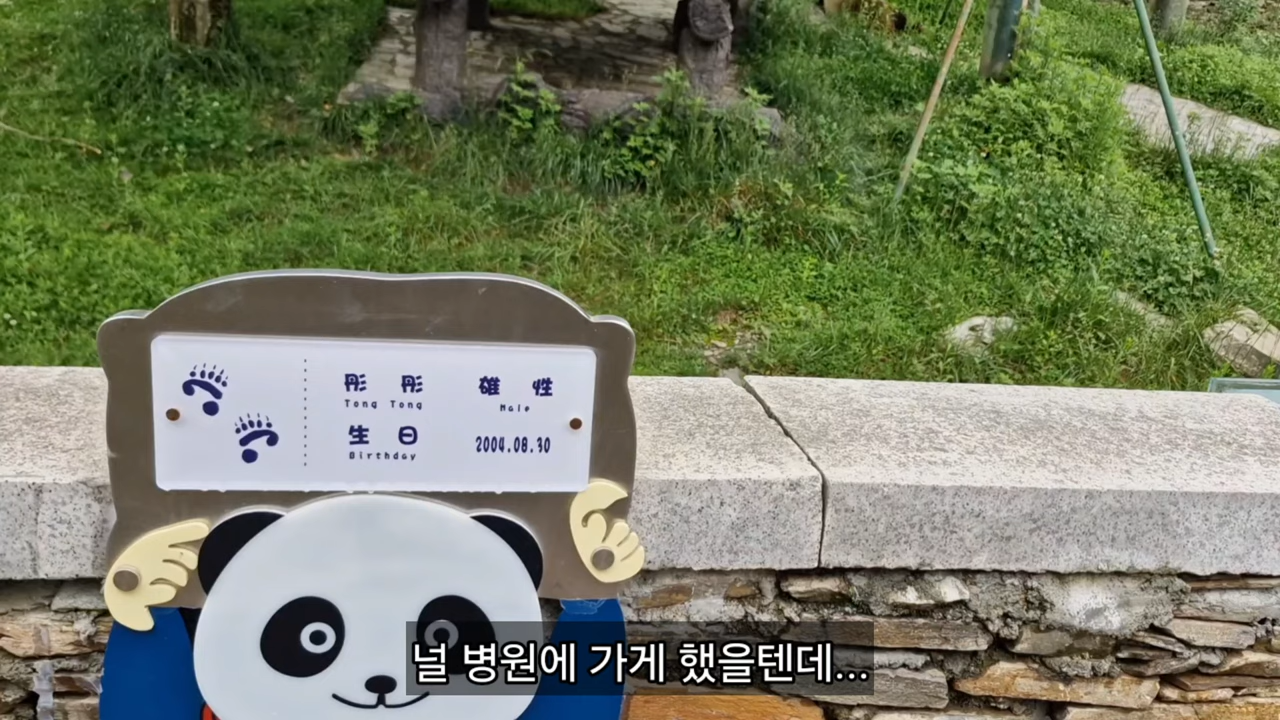 彤 彤 雄 性
Tong Tong Male
生 日 2004.08.30
Birthday
널 병원에 가게 했을텐데...